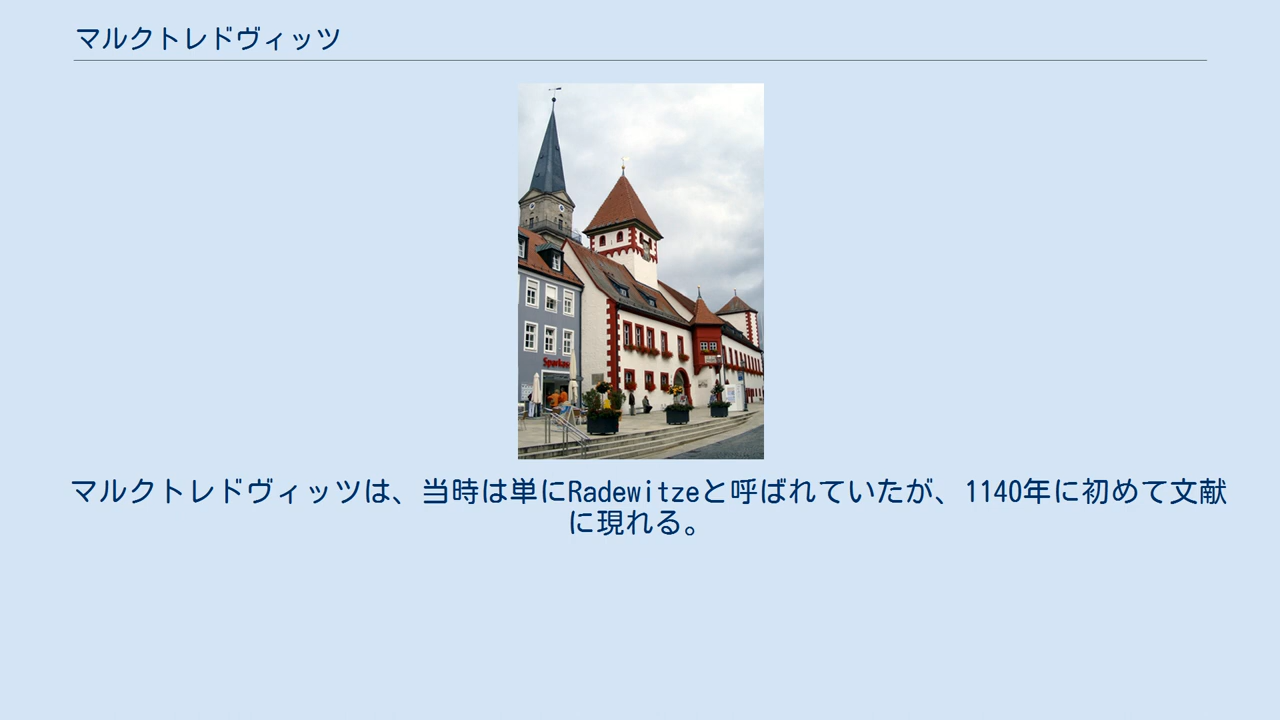 マルクトレドヴィッツ
Sparkas
マルクトレドヴィッツは、当時は単にRadewitzeと呼ばれていたが、1140年に初めて文献
に現れる。